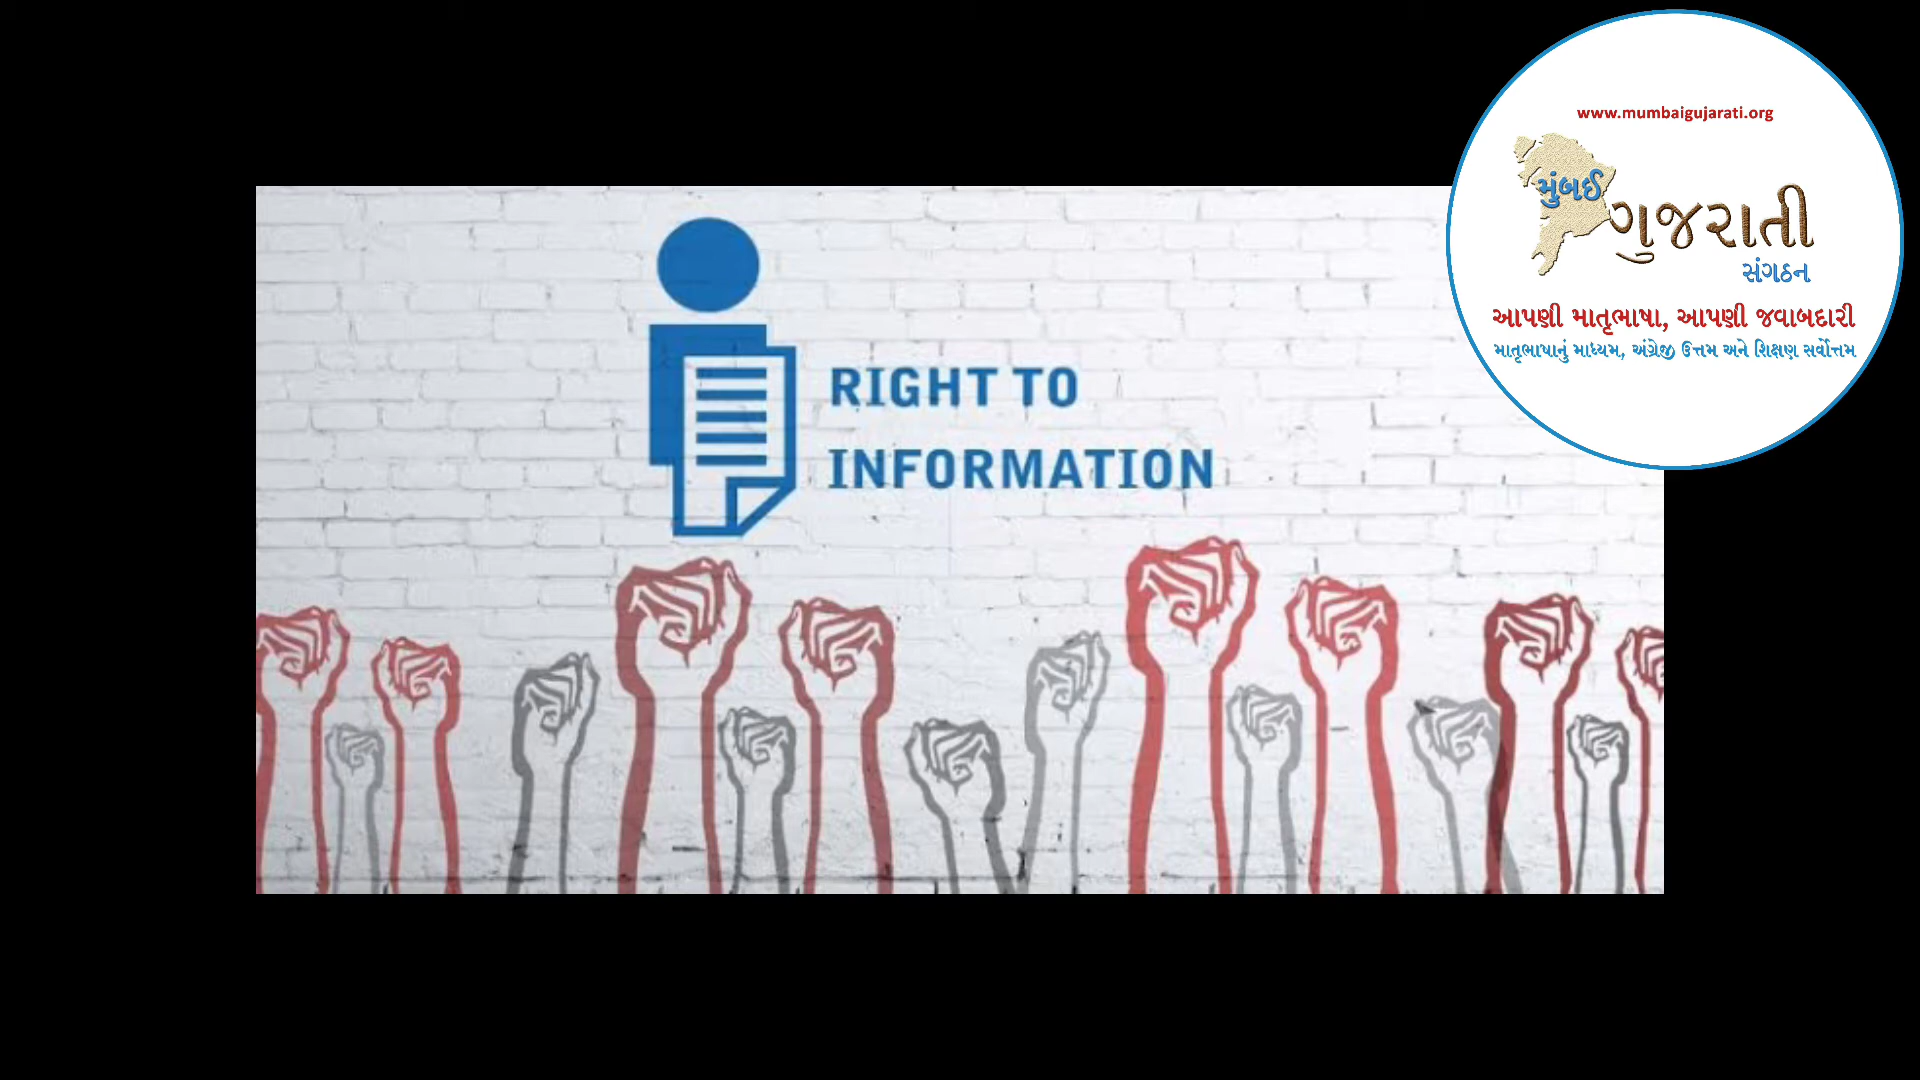 RIGHT TO
INFORMATION
www.mumbaigujarati.org
મુંબઈ
ગુજરાતી
સંગઠન
આપણી માતૃભાષા, આપણી જવાબદારી
માતૃભાષાનું માધ્યમ, અંગ્રેજી ઉત્તમ અને શિક્ષણ સર્વોત્તમ